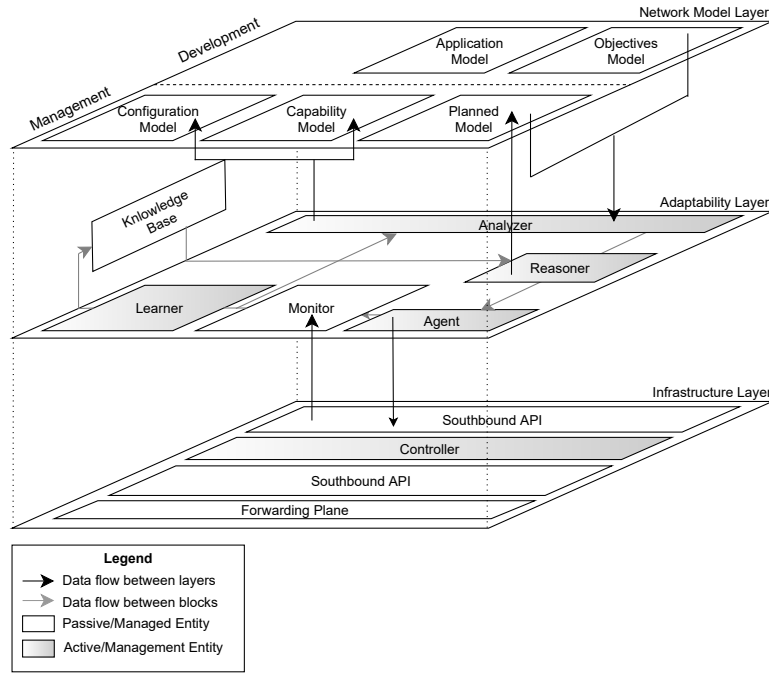 Network Model Layer
Development
Management
Application
Model
Objectives
Model
Configuration
Model
Capability
Model
Planned
Model
Knlowledge
Base
Adaptability Layer
Analyzer
Reasoner
Learner
Monitor
Agent
Infrastructure Layer
Southbound API
Controller
Southbound API
Forwarding Plane
Legend
Data flow between layers
Data flow between blocks
Passive/Managed Entity
Active/Management Entity